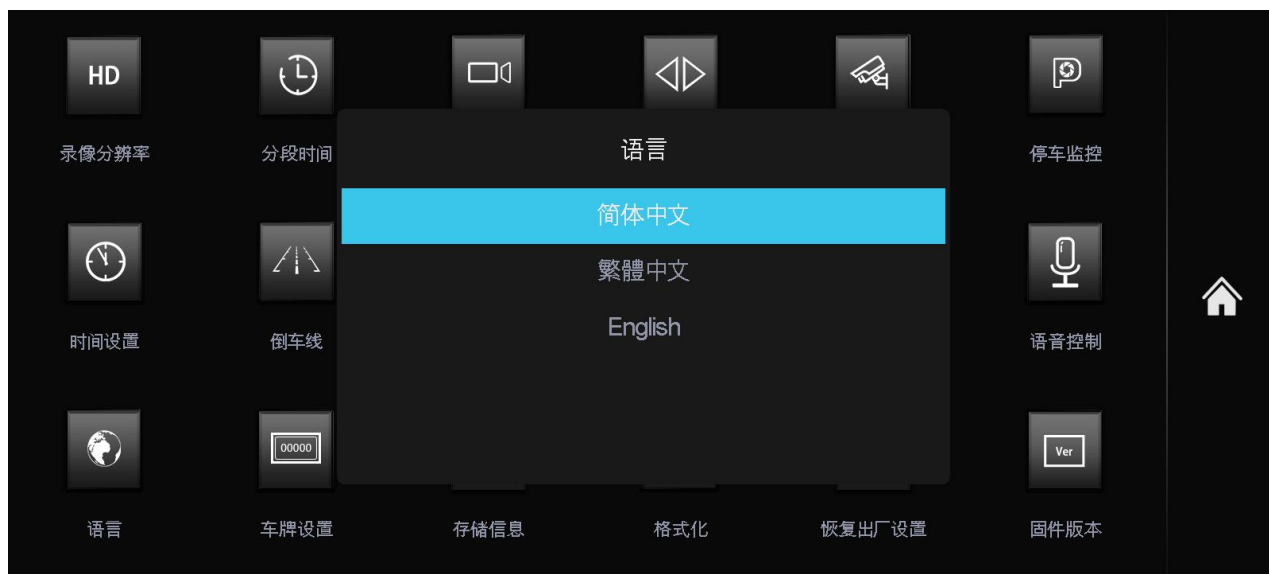 HD
录像分辨率
分段时间
停车监控
语言
简体中文
繁體中文
English
时间设置
倒车线
语音控制
00000
Ver
语言
车牌设置
存储信息
格式化
恢复出厂设置
固件版本